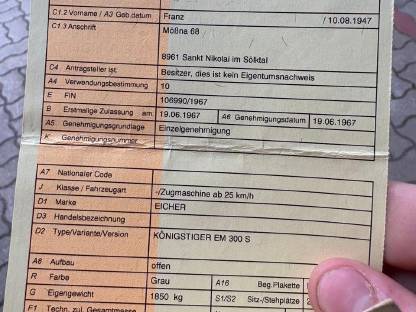 C1.2 Vorname / A3 Geb.datum Franz / 10.08.1947
C1.3 Anschrift Mößna 68
8961 Sankt Nikolai im Sölktal
C4 Antragsteller ist: Besitzer, dies ist kein Eigentumsnachweis
A4 Verwendungsbestimmung 10
E FIN 106990/1967
B Erstmalige Zulassung am: 19.06.1967 A6 Genehmigungsdatum 19.06.1967
A5 Genehmigungsgrundlage Einzelgenehmigung
K Genehmigungsnummer
A7 Nationaler Code
J Klasse / Fahrzeugart -/Zugmaschine ab 25 km/h
D1 Marke EICHER
D3 Handelsbezeichnung
D2 Type/Variante/Version KÖNIGSTIGER EM 300 S
A8 Aufbau offen
R Farbe Grau A16 Beg.Plakette
G Eigengewicht 1850 kg S1/S2 Sitz-/Stehplätze
F1 Techn. zul. Gesamtmasse